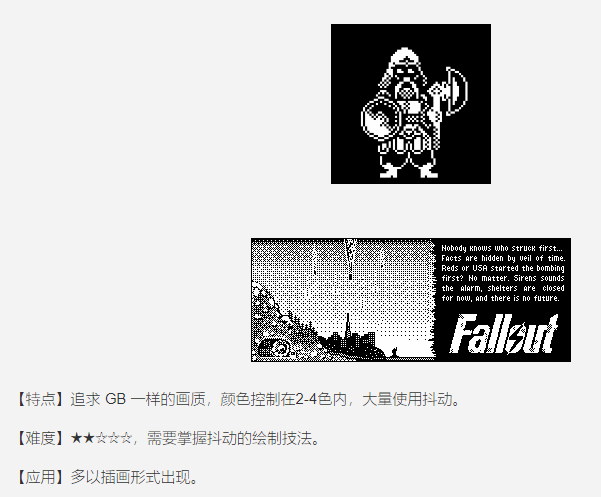 Nobody knows who struck first...
Facts are hidden by veil of time.
Reds or USA started the bombing
first? No matter. Sirens sounds
the alarm, shelters are closed
for now, and there is no future.
Fallout
【特点】追求 GB 一样的画质，颜色控制在2-4色内，大量使用抖动。
【难度】★★☆☆☆，需要掌握抖动的绘制技法。
【应用】多以插画形式出现。